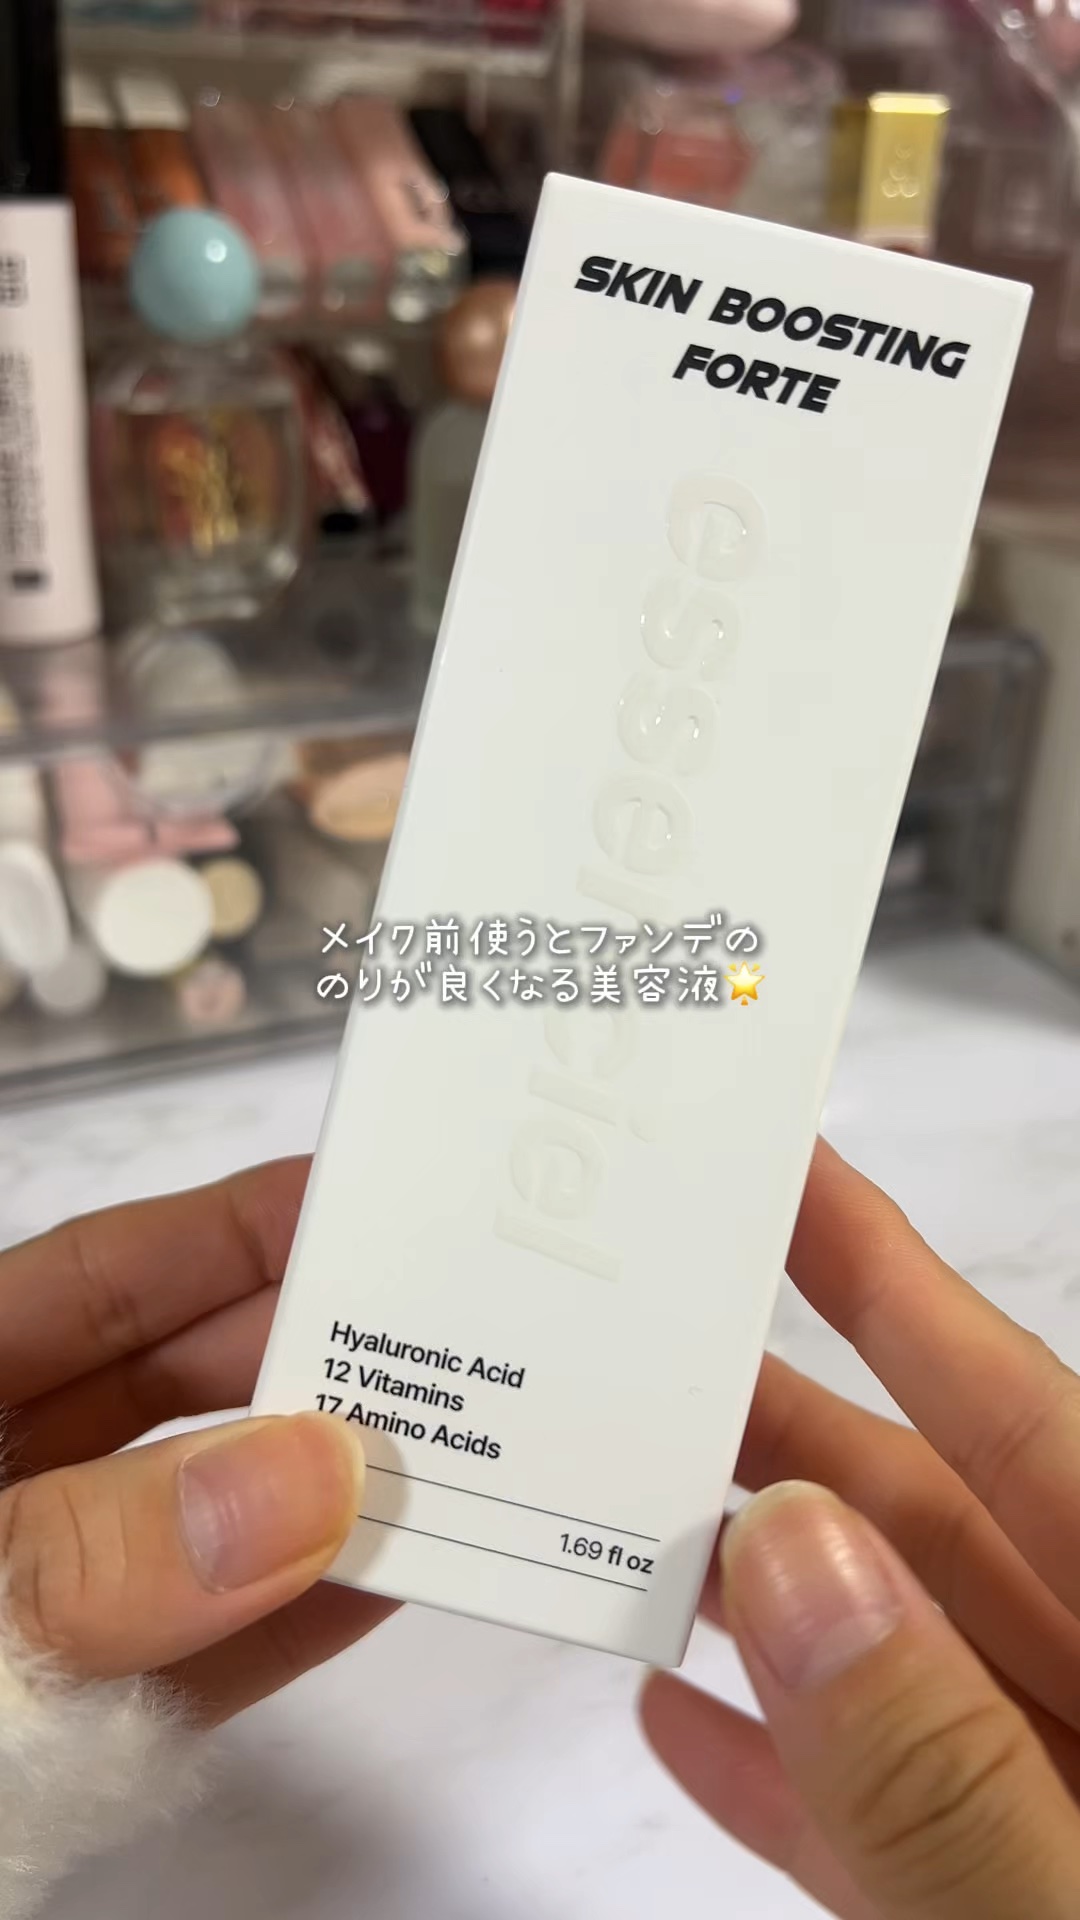 SKIN BOOSTING
FORTE
essenciel
メイク前使うとファンデの
のりが良くなる美容液🌟
Hyaluronic Acid
12 Vitamins
17 Amino Acids
1.69 fl oz